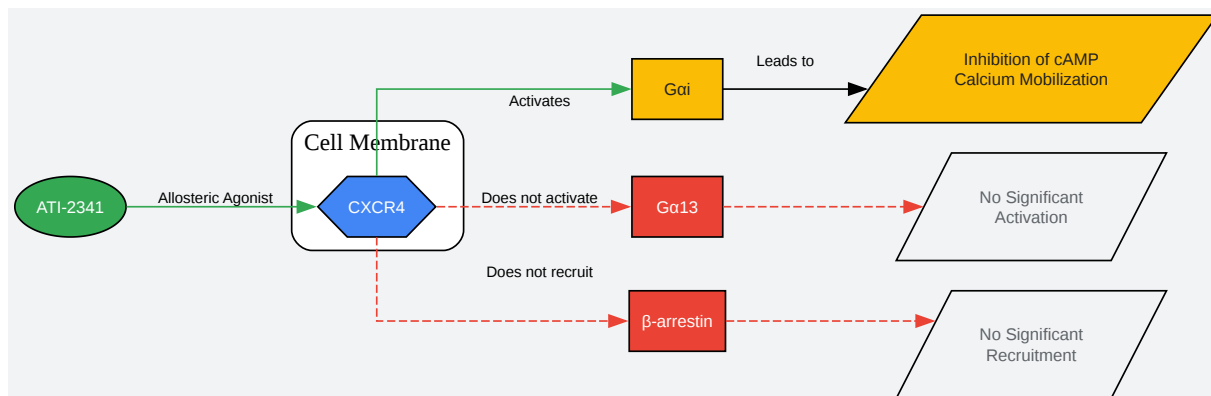 Leads to
Inhibition of cAMP
Calcium Mobilization
Gαi
Activates
Cell Membrane
ATI-2341
Allosteric Agonist
CXCR4
Does not activate
Gα13
No Significant
Activation
Does not recruit
β-arrestin
No Significant
Recruitment